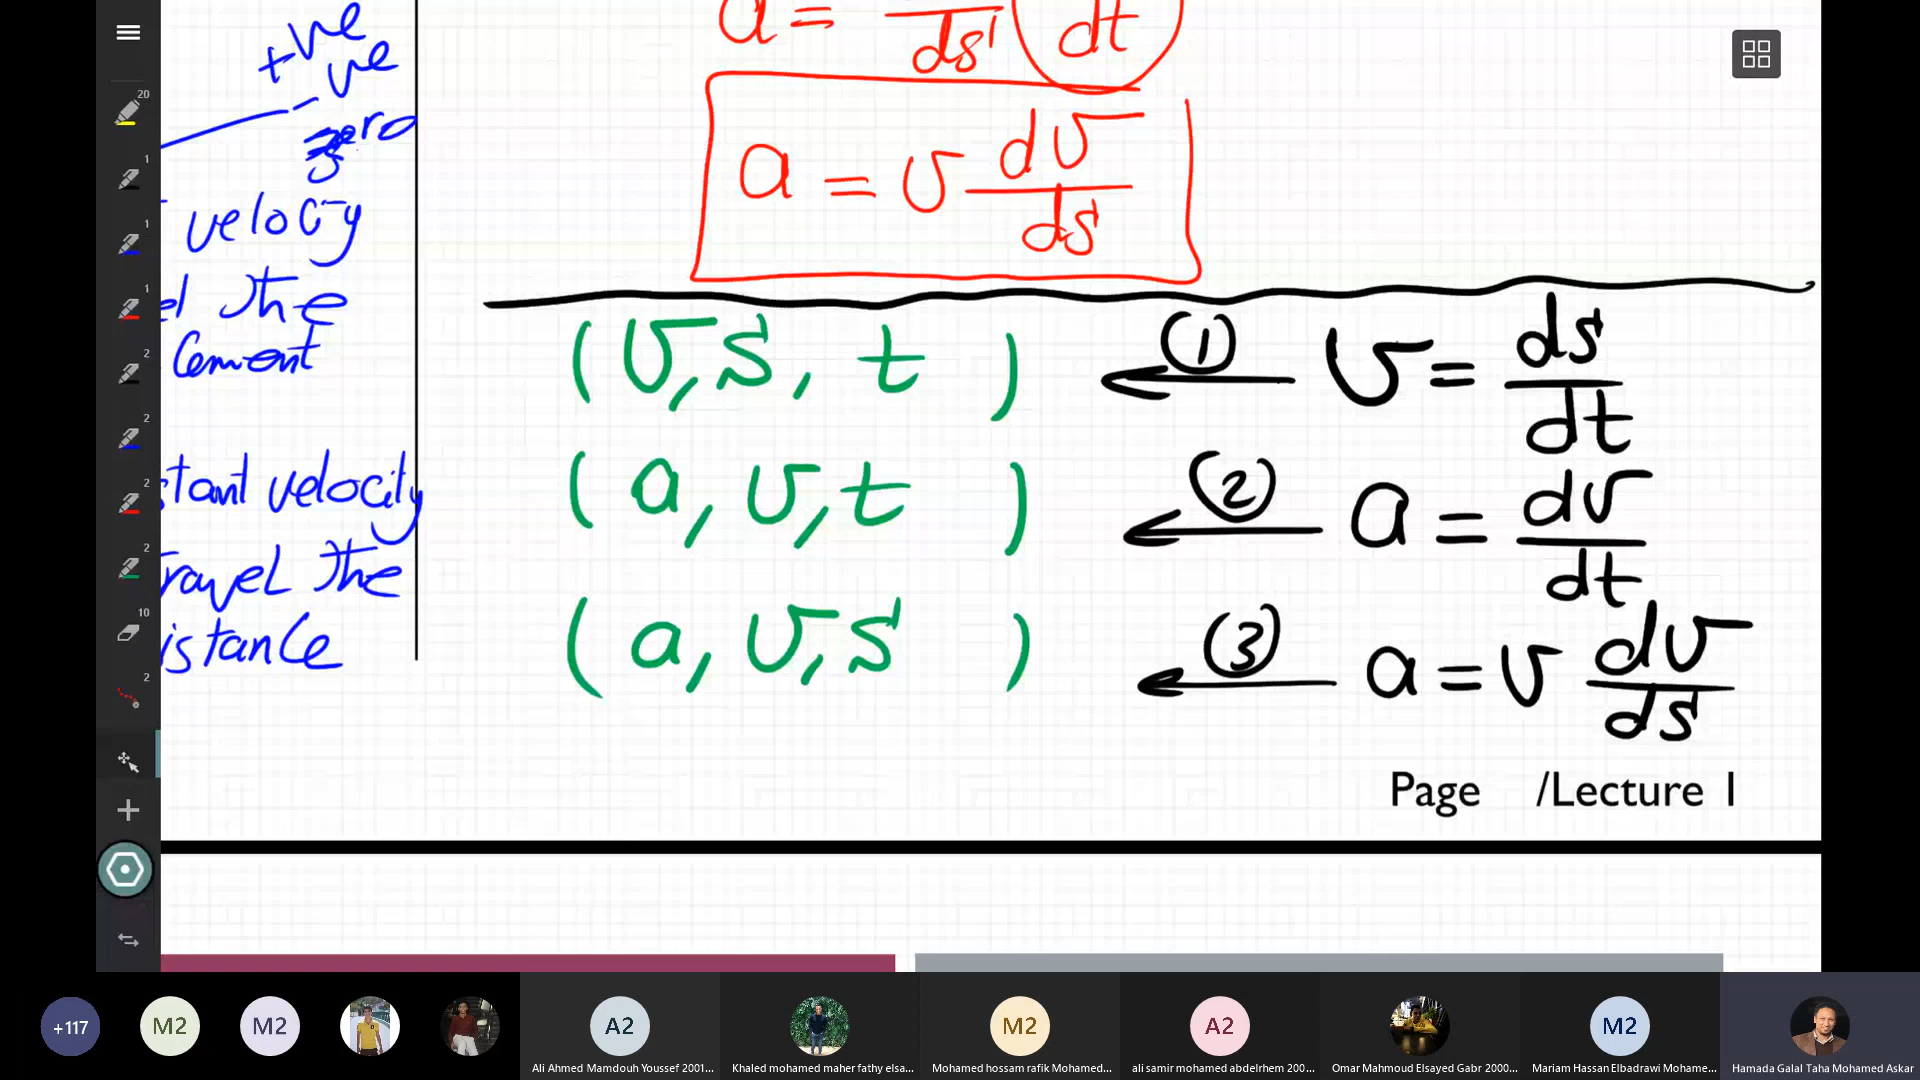 +ve
-ve
zero
velocity
el the
cement
stant velocity
travel the
istance
a = ds dt
a = v dv/ds
(v, s, t) ← (1) v = ds/dt
(a, v, t) ← (2) a = dv/dt
(a, v, s) ← (3) a = v dv/ds
Page /Lecture 1
20
1
1
1
2
2
2
2
10
2
+117
M2
M2
A2
M2
A2
M2
Ali Ahmed Mamdouh Youssef 2001...
Khaled mohamed maher fathy elsa...
Mohamed hossam rafik Mohamed...
ali samir mohamed abdelrhem 200...
Omar Mahmoud Elsayed Gabr 2000...
Mariam Hassan Elbadrawi Mohame...
Hamada Galal Taha Mohamed Askar